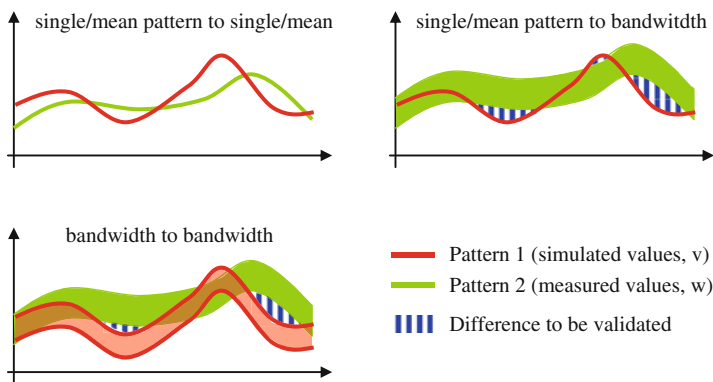 single/mean pattern to single/mean
single/mean pattern to bandwitdth
bandwidth to bandwidth
Pattern 1 (simulated values, v)
Pattern 2 (measured values, w)
Difference to be validated